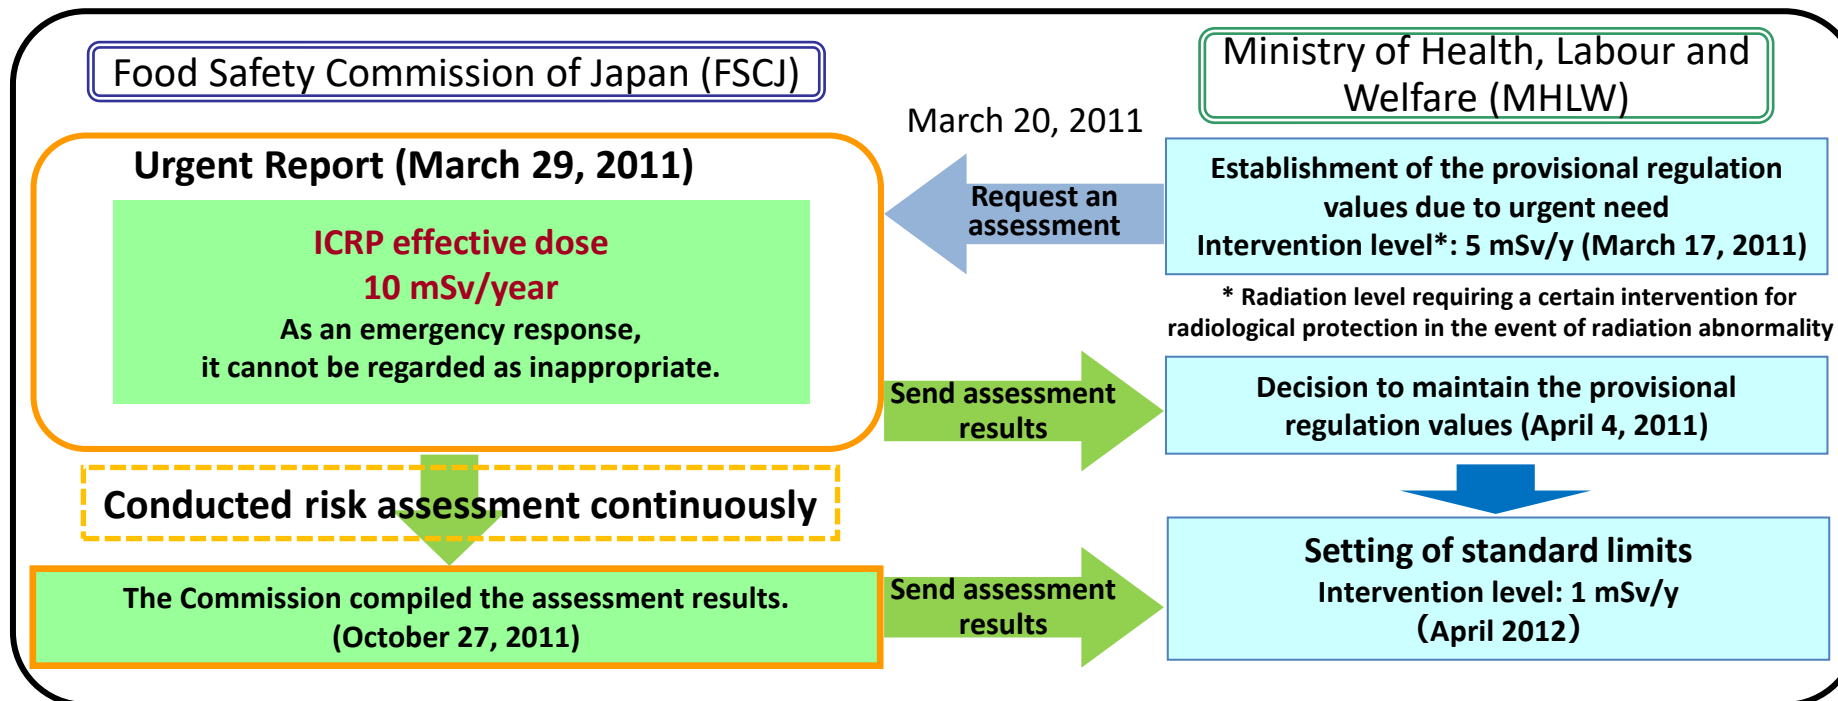 Food Safety Commission of Japan (FSCJ)
Ministry of Health, Labour and
Welfare (MHLW)
March 20, 2011
Urgent Report (March 29, 2011)
ICRP effective dose
10 mSv/year
As an emergency response,
it cannot be regarded as inappropriate.
Request an
assessment
Establishment of the provisional regulation
values due to urgent need
Intervention level*: 5 mSv/y (March 17, 2011)
* Radiation level requiring a certain intervention for
radiological protection in the event of radiation abnormality
Send assessment
results
Decision to maintain the provisional
regulation values (April 4, 2011)
Conducted risk assessment continuously
The Commission compiled the assessment results.
(October 27, 2011)
Send assessment
results
Setting of standard limits
Intervention level: 1 mSv/y
（April 2012）